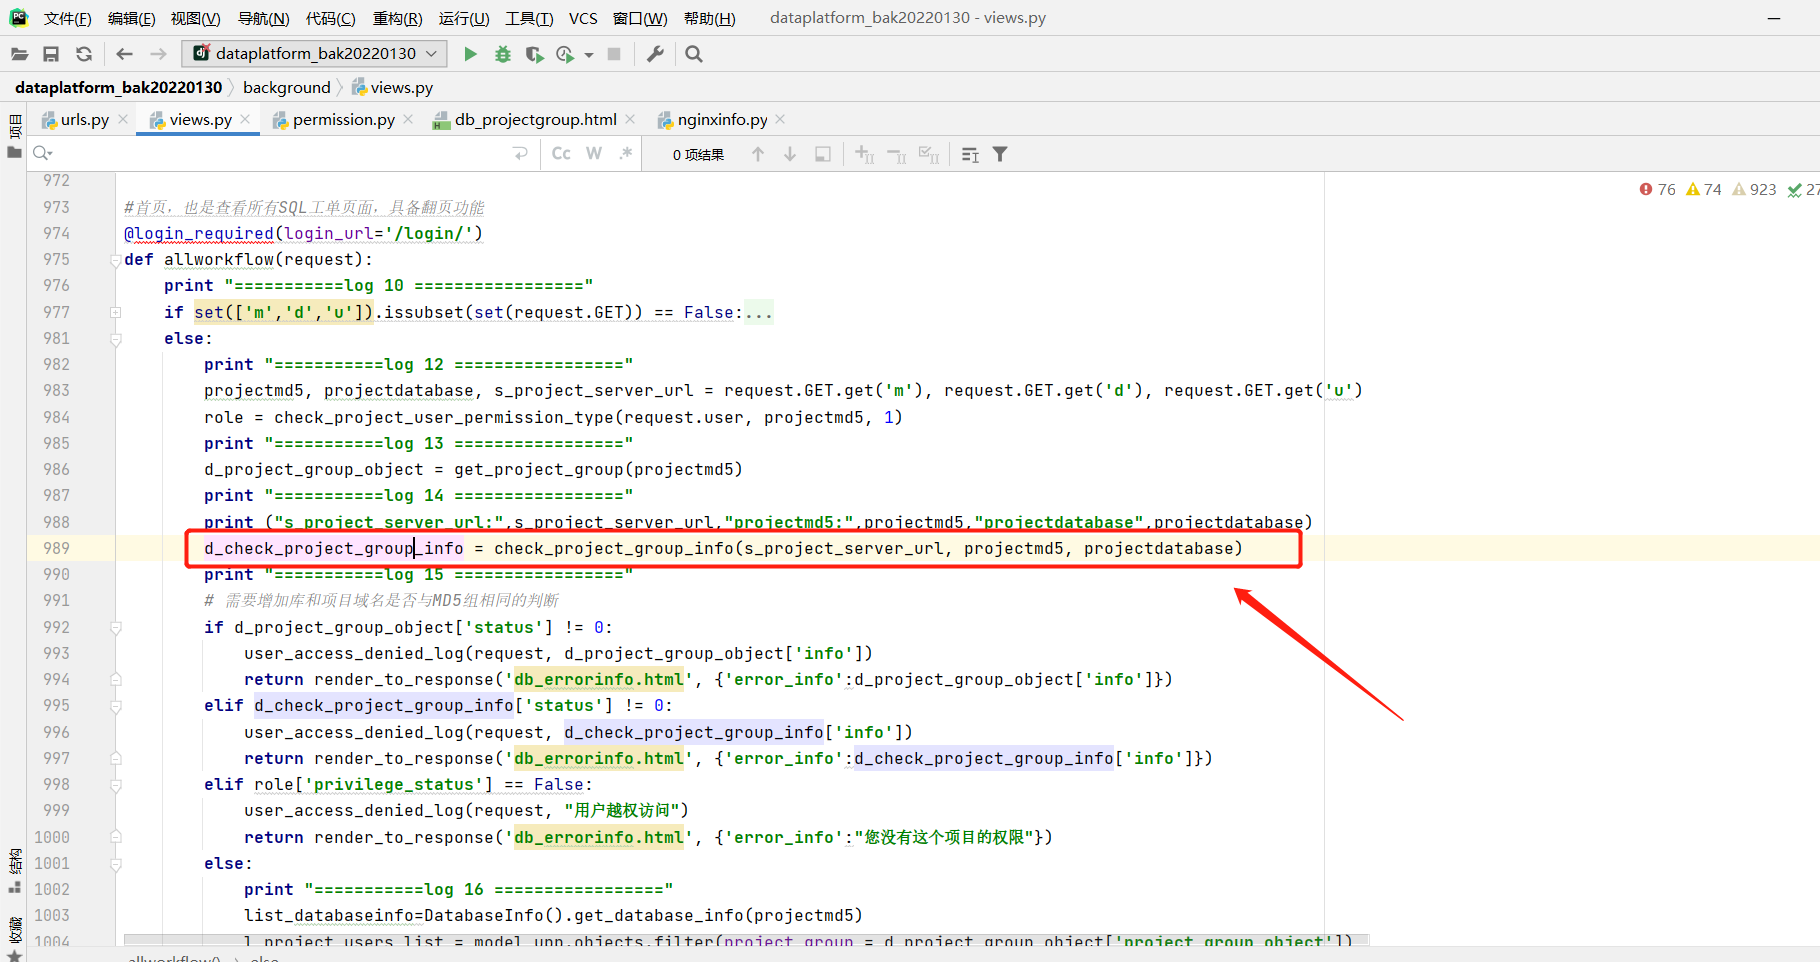 文件(F) 编辑(E) 视图(V) 导航(N) 代码(C) 重构(R) 运行(U) 工具(T) VCS 窗口(W) 帮助(H) dataplatform_bak20220130 - views.py
dataplatform_bak20220130
dataplatform_bak20220130 background views.py
urls.py views.py permission.py db_projectgroup.html nginxinfo.py
项目
Cc W .* 0 项结果
76 74 923 27
972
973 #首页，也是查看所有SQL工单页面，具备翻页功能
974 @login_required(login_url='/login/')
975 def allworkflow(request):
976 print "===========log 10 ================="
977 if set(['m','d','u']).issubset(set(request.GET)) == False:...
981 else:
982 print "===========log 12 ================="
983 projectmd5, projectdatabase, s_project_server_url = request.GET.get('m'), request.GET.get('d'), request.GET.get('u')
984 role = check_project_user_permission_type(request.user, projectmd5, 1)
985 print "===========log 13 ================="
986 d_project_group_object = get_project_group(projectmd5)
987 print "===========log 14 ================="
988 print ("s_project_server_url:",s_project_server_url,"projectmd5:",projectmd5,"projectdatabase",projectdatabase)
989 d_check_project_group_info = check_project_group_info(s_project_server_url, projectmd5, projectdatabase)
990 print "===========log 15 ================="
991 # 需要增加库和项目域名是否与MD5组相同的判断
992 if d_project_group_object['status'] != 0:
993 user_access_denied_log(request, d_project_group_object['info'])
994 return render_to_response('db_errorinfo.html', {'error_info':d_project_group_object['info']})
995 elif d_check_project_group_info['status'] != 0:
996 user_access_denied_log(request, d_check_project_group_info['info'])
997 return render_to_response('db_errorinfo.html', {'error_info':d_check_project_group_info['info']})
998 elif role['privilege_status'] == False:
999 user_access_denied_log(request, "用户越权访问")
1000 return render_to_response('db_errorinfo.html', {'error_info':"您没有这个项目的权限"})
1001 else:
1002 print "===========log 16 ================="
1003 list_databaseinfo=DatabaseInfo().get_database_info(projectmd5)
1004 l_project_users_list = model_upp.objects.filter(project_group = d_project_group_object['project_group_object'])
结构
收藏
allworkflow() else